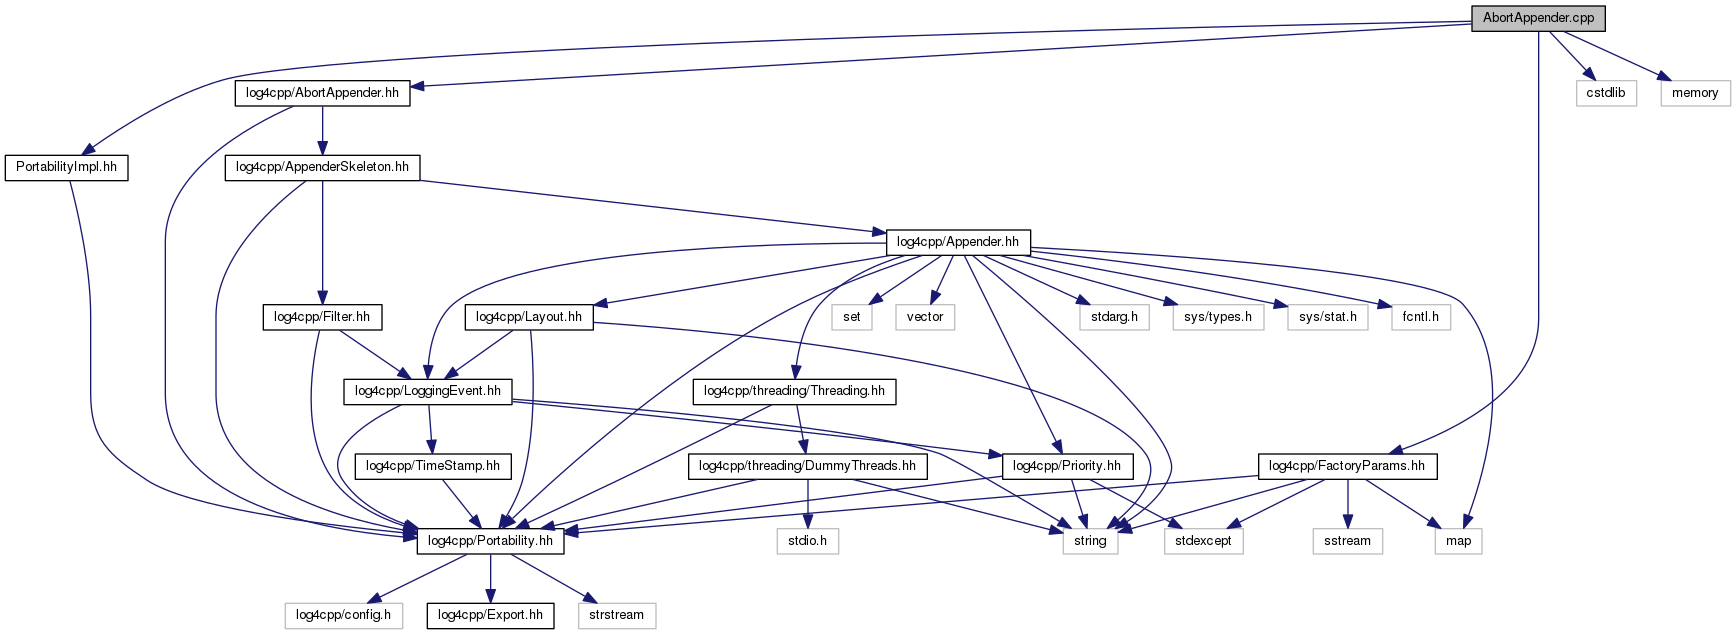 AbortAppender.cpp
log4cpp/AbortAppender.hh
cstdlib
memory
PortabilityImpl.hh
log4cpp/AppenderSkeleton.hh
log4cpp/Appender.hh
log4cpp/Filter.hh
log4cpp/Layout.hh
set
vector
stdarg.h
sys/types.h
sys/stat.h
fcntl.h
log4cpp/LoggingEvent.hh
log4cpp/threading/Threading.hh
log4cpp/TimeStamp.hh
log4cpp/threading/DummyThreads.hh
log4cpp/Priority.hh
log4cpp/FactoryParams.hh
log4cpp/Portability.hh
stdio.h
string
stdexcept
sstream
map
log4cpp/config.h
log4cpp/Export.hh
strstream